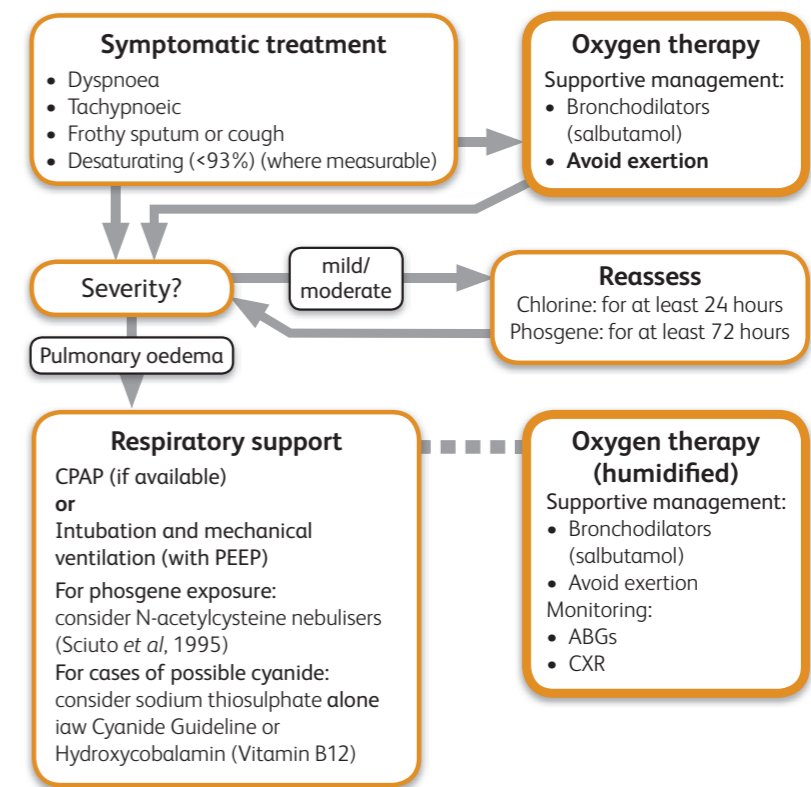 Symptomatic treatment
• Dyspnoea
• Tachypnoeic
• Frothy sputum or cough
• Desaturating (<93%) (where measurable)
Oxygen therapy
Supportive management:
• Bronchodilators
(salbutamol)
• Avoid exertion
Severity?
mild/
moderate
Reassess
Chlorine: for at least 24 hours
Phosgene: for at least 72 hours
Pulmonary oedema
Respiratory support
CPAP (if available)
or
Intubation and mechanical
ventilation (with PEEP)
For phosgene exposure:
consider N-acetylcysteine nebulisers
(Sciuto et al, 1995)
For cases of possible cyanide:
consider sodium thiosulphate alone
iaw Cyanide Guideline or
Hydroxycobalamin (Vitamin B12)
Oxygen therapy
(humidified)
Supportive management:
• Bronchodilators
(salbutamol)
• Avoid exertion
Monitoring:
• ABGs
• CXR